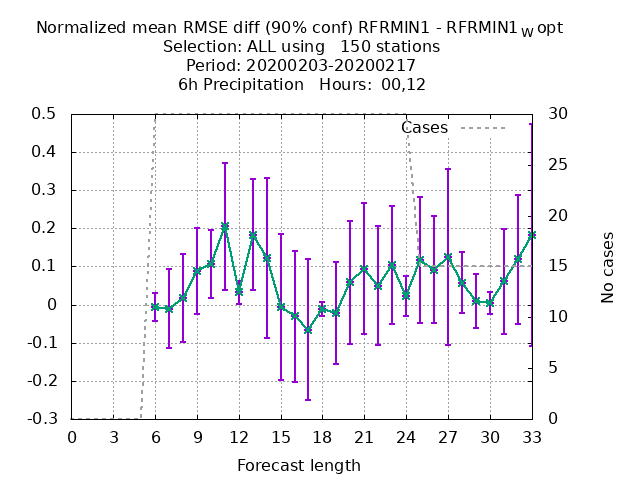 Normalized mean RMSE diff (90% conf) RFRMIN1 - RFRMIN1_W opt
Selection: ALL using   150 stations
Period: 20200203-20200217
6h Precipitation   Hours: 00,12
Cases
0.5
0.4
0.3
0.2
0.1
0
-0.1
-0.2
-0.3
30
25
20
15
10
5
0
No cases
0 3 6 9 12 15 18 21 24 27 30 33
Forecast length